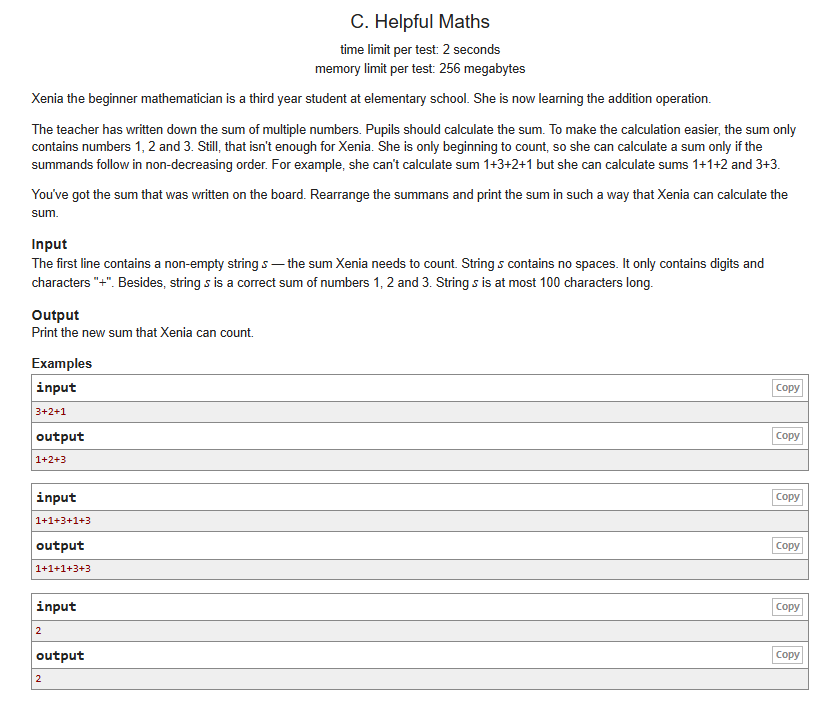 C. Helpful Maths
time limit per test: 2 seconds
memory limit per test: 256 megabytes
Xenia the beginner mathematician is a third year student at elementary school. She is now learning the addition operation.
The teacher has written down the sum of multiple numbers. Pupils should calculate the sum. To make the calculation easier, the sum only
contains numbers 1, 2 and 3. Still, that isn't enough for Xenia. She is only beginning to count, so she can calculate a sum only if the
summands follow in non-decreasing order. For example, she can't calculate sum 1+3+2+1 but she can calculate sums 1+1+2 and 3+3.
You've got the sum that was written on the board. Rearrange the summans and print the sum in such a way that Xenia can calculate the
sum.
Input
The first line contains a non-empty string s — the sum Xenia needs to count. String s contains no spaces. It only contains digits and
characters "+". Besides, string s is a correct sum of numbers 1, 2 and 3. String s is at most 100 characters long.
Output
Print the new sum that Xenia can count.
Examples
input Copy
3+2+1
output Copy
1+2+3
input Copy
1+1+3+1+3
output Copy
1+1+1+3+3
input Copy
2
output Copy
2